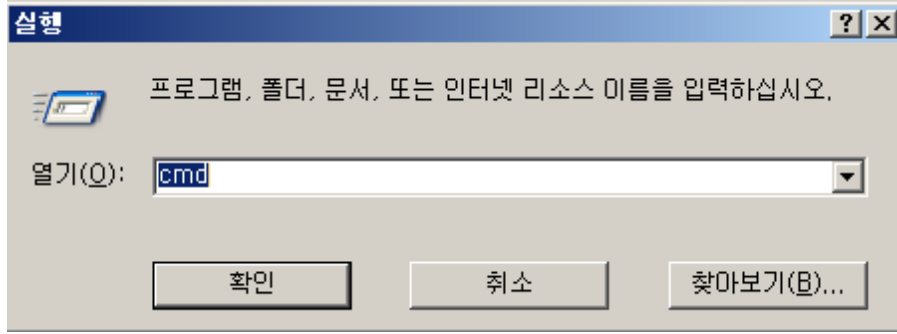 실행
프로그램, 폴더, 문서, 또는 인터넷 리소스 이름을 입력하십시오.
열기(O): cmd
확인 취소 찾아보기(B)...